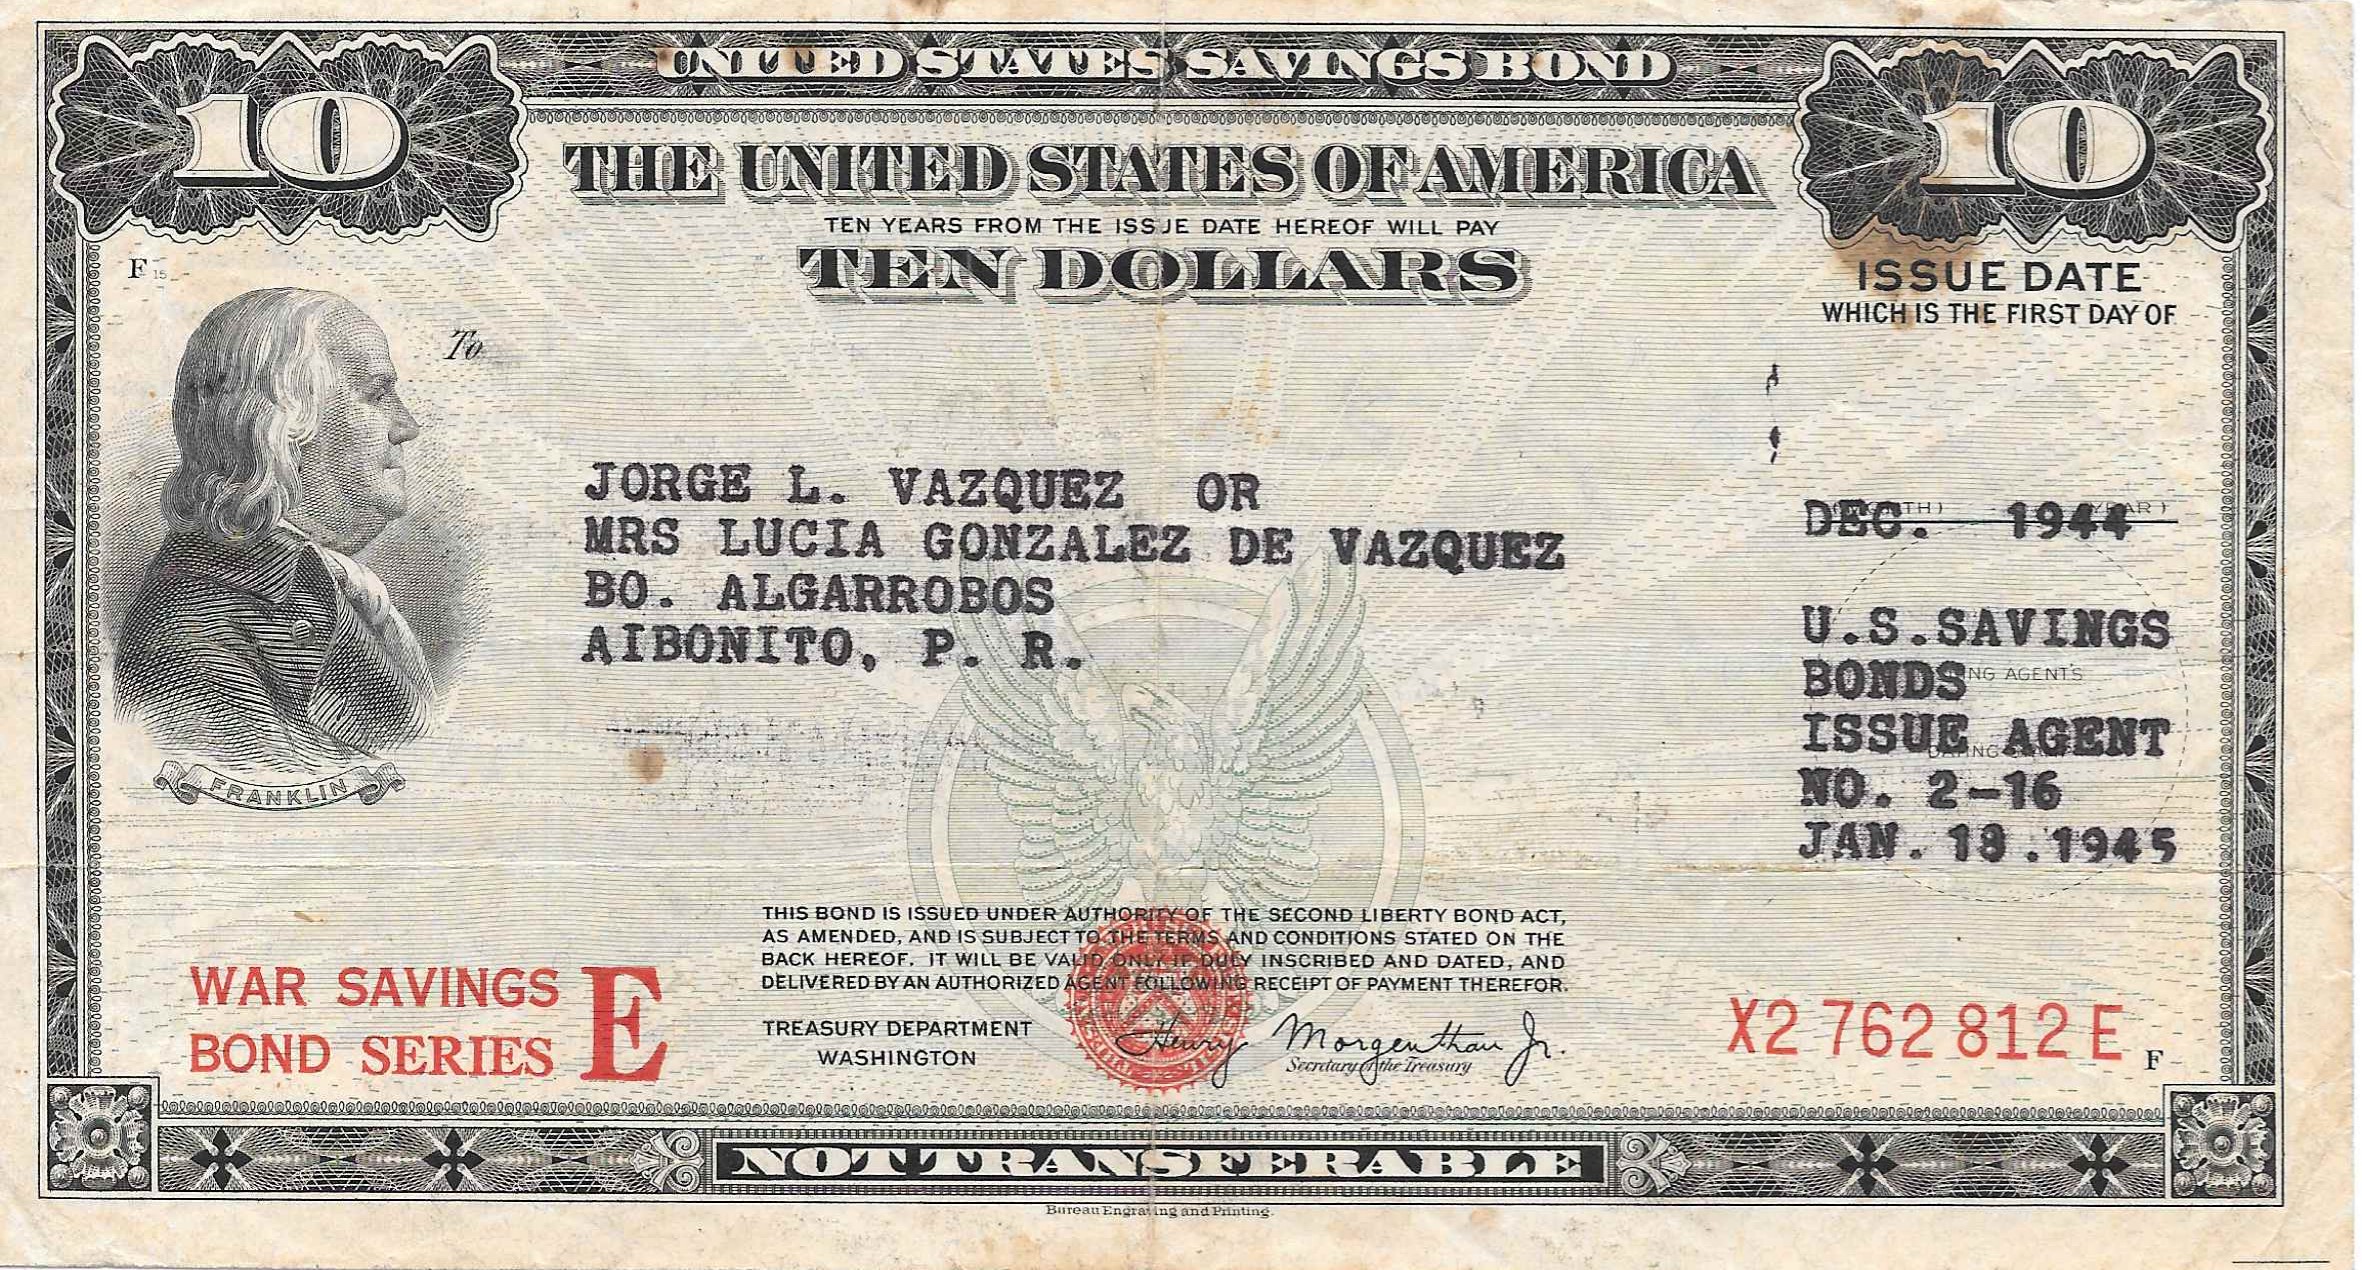 UNITED STATES SAVINGS BOND
10
10
THE UNITED STATES OF AMERICA
TEN YEARS FROM THE ISSUE DATE HEREOF WILL PAY
TEN DOLLARS
F 15
ISSUE DATE
WHICH IS THE FIRST DAY OF
To
JORGE L. VAZQUEZ OR
MRS LUCIA GONZALEZ DE VAZQUEZ
BO. ALGARROBOS
AIBONITO, P. R.
DEC. 1944
U.S.SAVINGS
BONDS
ISSUE AGENT
NO. 2-16
JAN. 18.1945
FRANKLIN
THIS BOND IS ISSUED UNDER AUTHORITY OF THE SECOND LIBERTY BOND ACT,
AS AMENDED, AND IS SUBJECT TO THE TERMS AND CONDITIONS STATED ON THE
BACK HEREOF. IT WILL BE VALID ONLY IF DULY INSCRIBED AND DATED, AND
DELIVERED BY AN AUTHORIZED AGENT FOLLOWING RECEIPT OF PAYMENT THEREFOR.
WAR SAVINGS
BOND SERIES E
TREASURY DEPARTMENT
WASHINGTON
Henry Morgenthau Jr.
Secretary of the Treasury
X2 762 812 E
F
NOT TRANSFERABLE
Bureau Engraving and Printing.